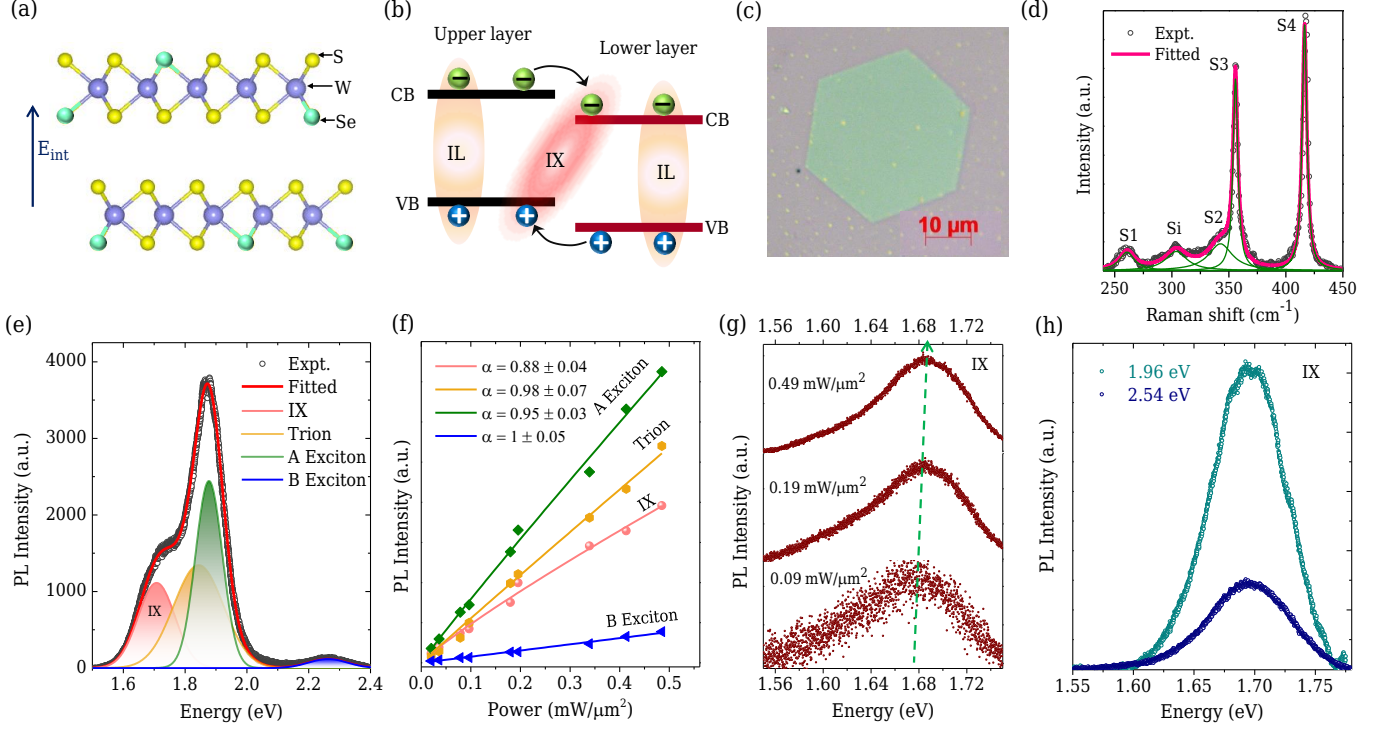 (a)
S
W
Se
E_int
(b)
Upper layer
Lower layer
CB
CB
IL
IX
IL
VB
VB
(c)
10 µm
(d)
Expt.
Fitted
S1
Si
S2
S3
S4
Intensity (a.u.)
250 300 350 400 450
Raman shift (cm⁻¹)
(e)
4000
3000
2000
1000
0
PL Intensity (a.u.)
Expt.
Fitted
IX
Trion
A Exciton
B Exciton
IX
1.6 1.8 2.0 2.2 2.4
Energy (eV)
(f)
α = 0.88 ± 0.04
α = 0.98 ± 0.07
α = 0.95 ± 0.03
α = 1 ± 0.05
A Exciton
Trion
IX
B Exciton
PL Intensity (a.u.)
0.0 0.1 0.2 0.3 0.4 0.5
Power (mW/µm²)
(g)
1.56 1.60 1.64 1.68 1.72
IX
0.49 mW/µm²
0.19 mW/µm²
0.09 mW/µm²
PL Intensity (a.u.)
1.56 1.60 1.64 1.68 1.72
Energy (eV)
(h)
1.96 eV
2.54 eV
IX
PL Intensity (a.u.)
1.55 1.60 1.65 1.70 1.75
Energy (eV)